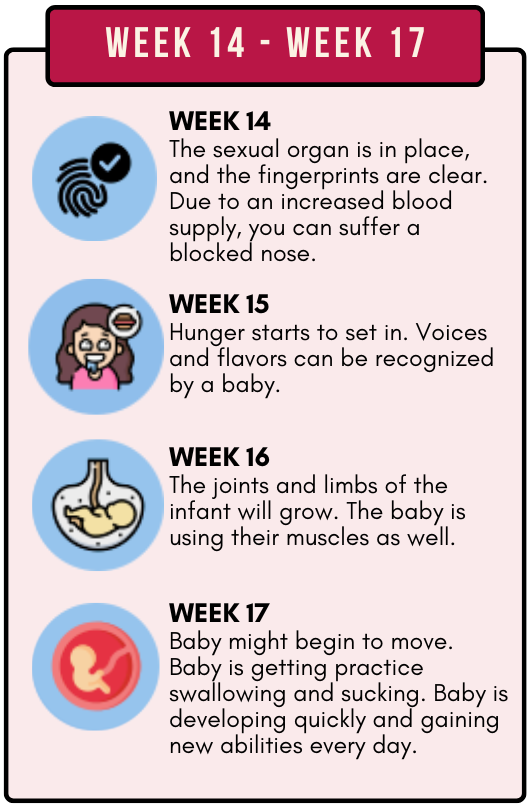 WEEK 14 - WEEK 17
WEEK 14
The sexual organ is in place,
and the fingerprints are clear.
Due to an increased blood
supply, you can suffer a
blocked nose.
WEEK 15
Hunger starts to set in. Voices
and flavors can be recognized
by a baby.
WEEK 16
The joints and limbs of the
infant will grow. The baby is
using their muscles as well.
WEEK 17
Baby might begin to move.
Baby is getting practice
swallowing and sucking. Baby is
developing quickly and gaining
new abilities every day.